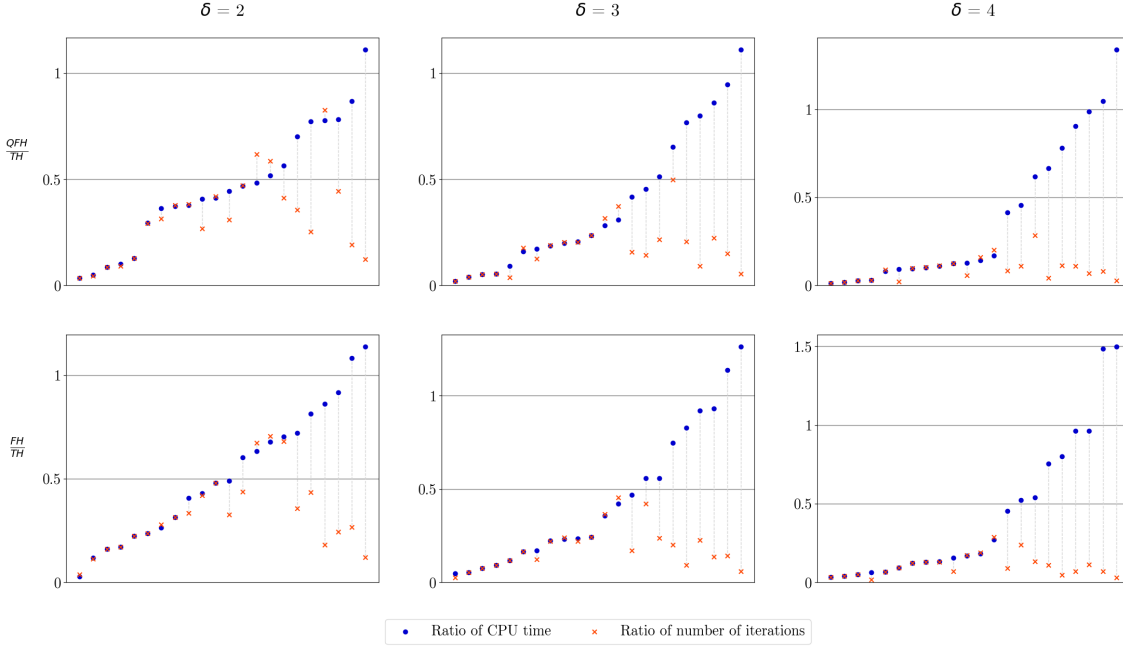 δ = 2
δ = 3
δ = 4
QFH
TH
1
0.5
0
1
0.5
0
1
0.5
0
FH
TH
1
0.5
0
1
0.5
0
1.5
1
0.5
0
Ratio of CPU time
Ratio of number of iterations